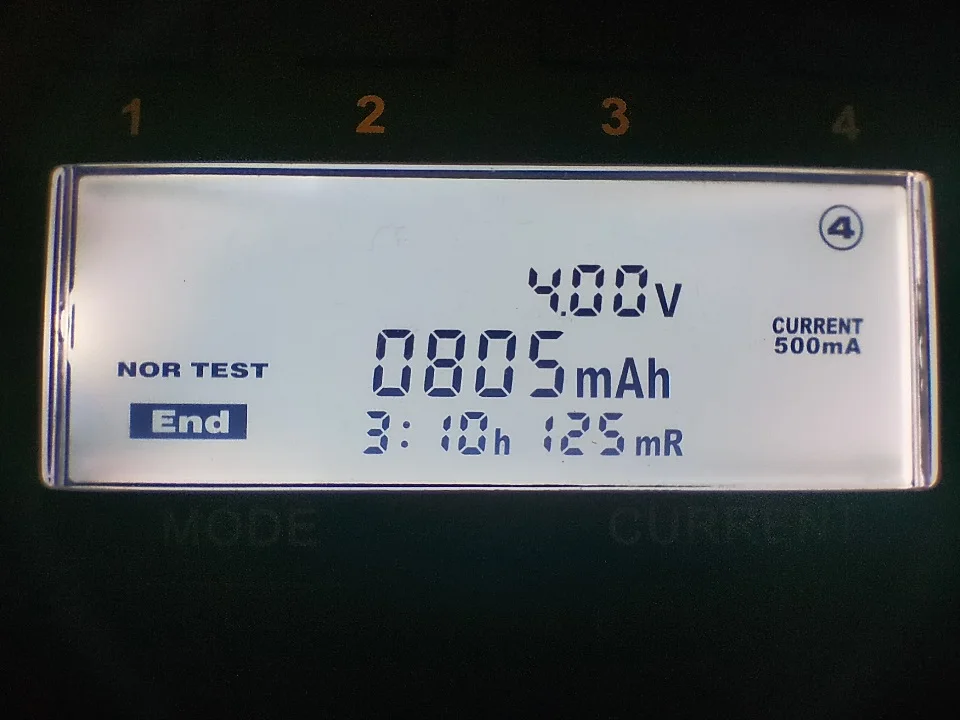 1 2 3 4
4
4.00V
CURRENT
500mA
0805mAh
NOR TEST
End
3:10h 125mR
MODE CURRENT